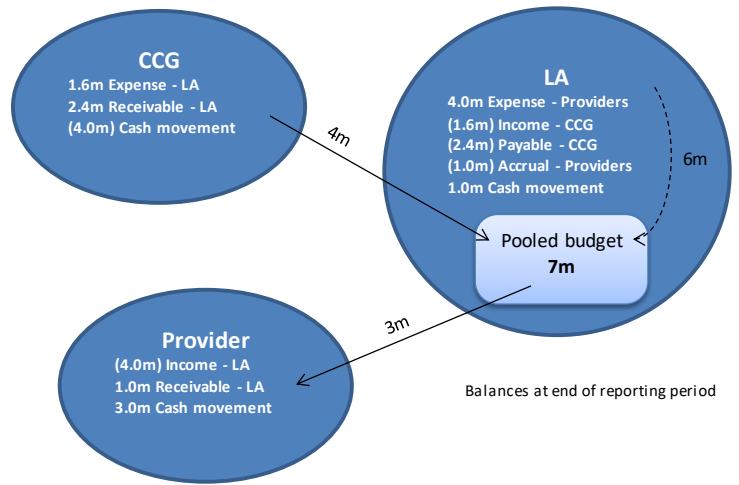 CCG
1.6m Expense - LA
2.4m Receivable - LA
(4.0m) Cash movement
4m
LA
4.0m Expense - Providers
(1.6m) Income - CCG
(2.4m) Payable - CCG
(1.0m) Accrual - Providers
1.0m Cash movement
6m
Pooled budget
7m
3m
Provider
(4.0m) Income - LA
1.0m Receivable - LA
3.0m Cash movement
Balances at end of reporting period